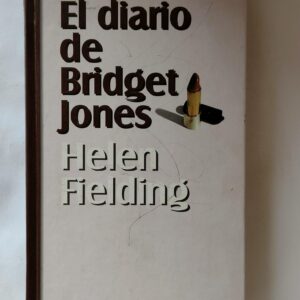 El diario
de
Bridget
Jones
Helen
Fielding